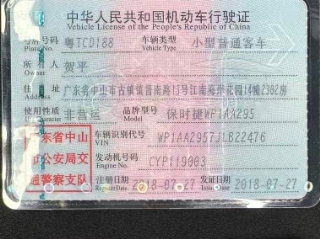 中华人民共和国机动车行驶证
Vehicle License of the People's Republic of China
号牌号码 粤TCD188 车辆类型 小型普通客车
Plate No. Vehicle Type
所有人 贺平
住址 广东省中山市古镇镇晋南路13号江南苑华花园14幢2302房
Address
使用性质 非营运 品牌型号 保时捷WP1AA295
Use Character Model
广东省中山 车辆识别代号 WP1AA2957JLB22476
VIN
市公安局交 发动机号码 CYP119003
Engine No.
通警察支队 注册日期 2018-07-27 发证日期 2018-07-27
Register Date Issue Date